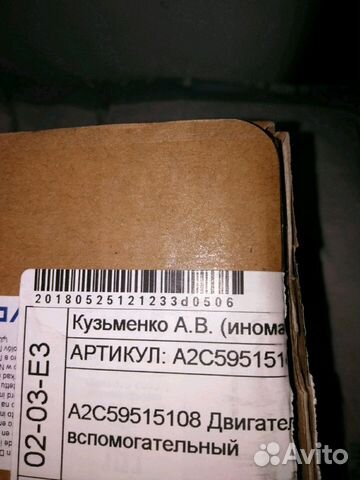 20180525121233d0506
Кузьменко А.В. (инома
АРТИКУЛ: A2C5951510
02-03-E3
A2C59515108 Двигател
вспомогательный
Avito